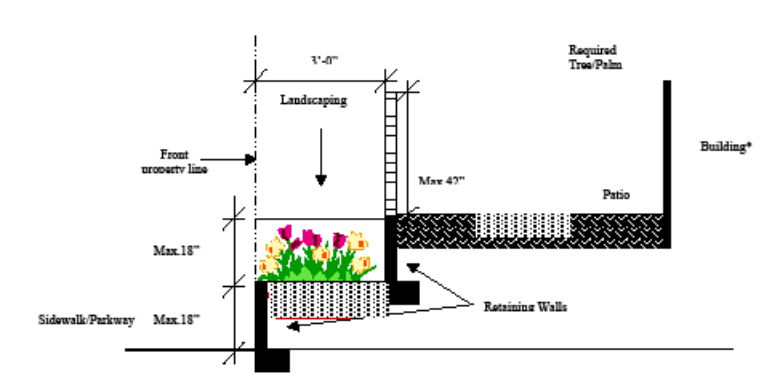 Required
Tree/Palm
3'-0"
Landscaping
Building*
Front
property line
Max 42"
Patio
Max.18"
Retaining Walls
Sidewalk/Parkway Max.18"